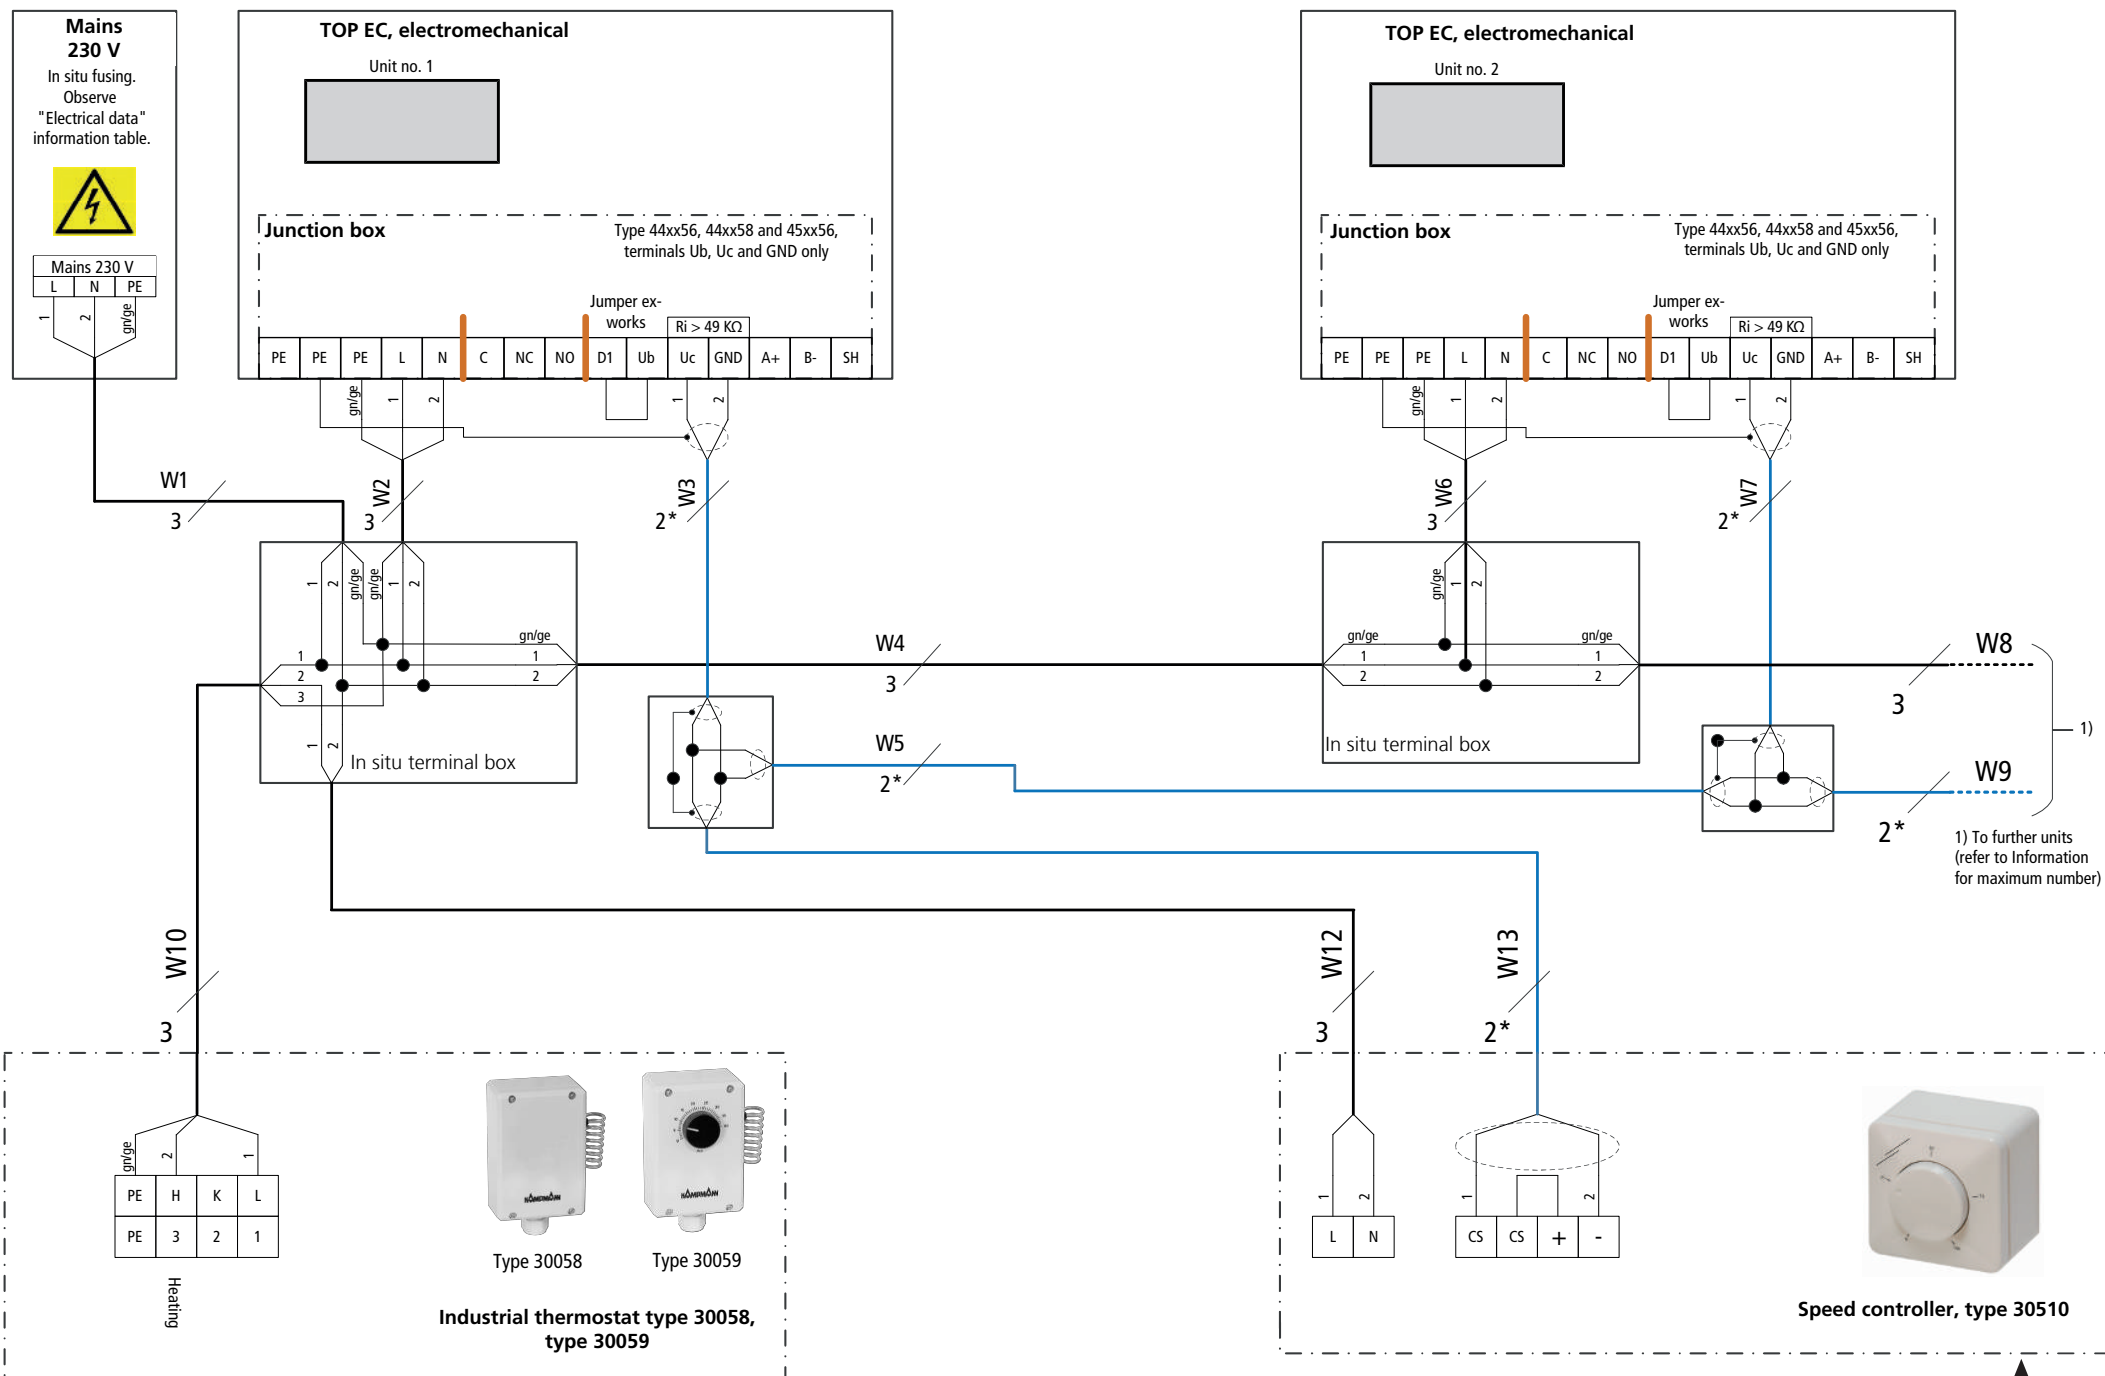 Mains
230 V
In situ fusing.
Observe
"Electrical data"
information table.
Mains 230 V
L N PE
1 2 gn/ge
TOP EC, electromechanical
Unit no. 1
Junction box
Type 44xx56, 44xx58 and 45xx56,
terminals Ub, Uc and GND only
Jumper ex-
works
Ri > 49 KΩ
PE PE PE L N C NC NO D1 Ub Uc GND A+ B- SH
gn/ge 1 2 1 2
TOP EC, electromechanical
Unit no. 2
Junction box
Type 44xx56, 44xx58 and 45xx56,
terminals Ub, Uc and GND only
Jumper ex-
works
Ri > 49 KΩ
PE PE PE L N C NC NO D1 Ub Uc GND A+ B- SH
gn/ge 1 2 1 2
W1
3
W2
3
W3
2*
W6
3
W7
2*
1 2 gn/ge gn/ge 1 2
gn/ge
1 1
2 2
3
1 2
In situ terminal box
W4
3
W5
2*
gn/ge 1 2
gn/ge gn/ge
1 1
2 2
In situ terminal box
W8
3
W9
2*
1)
1) To further units
(refer to Information
for maximum number)
W10
3
W12
3
W13
2*
gn/ge 2 1
PE H K L
PE 3 2 1
Heating
KAMPMANN
KAMPMANN
Type 30058
Type 30059
Industrial thermostat type 30058,
type 30059
1 2
L N
1 2
CS CS + -
Speed controller, type 30510